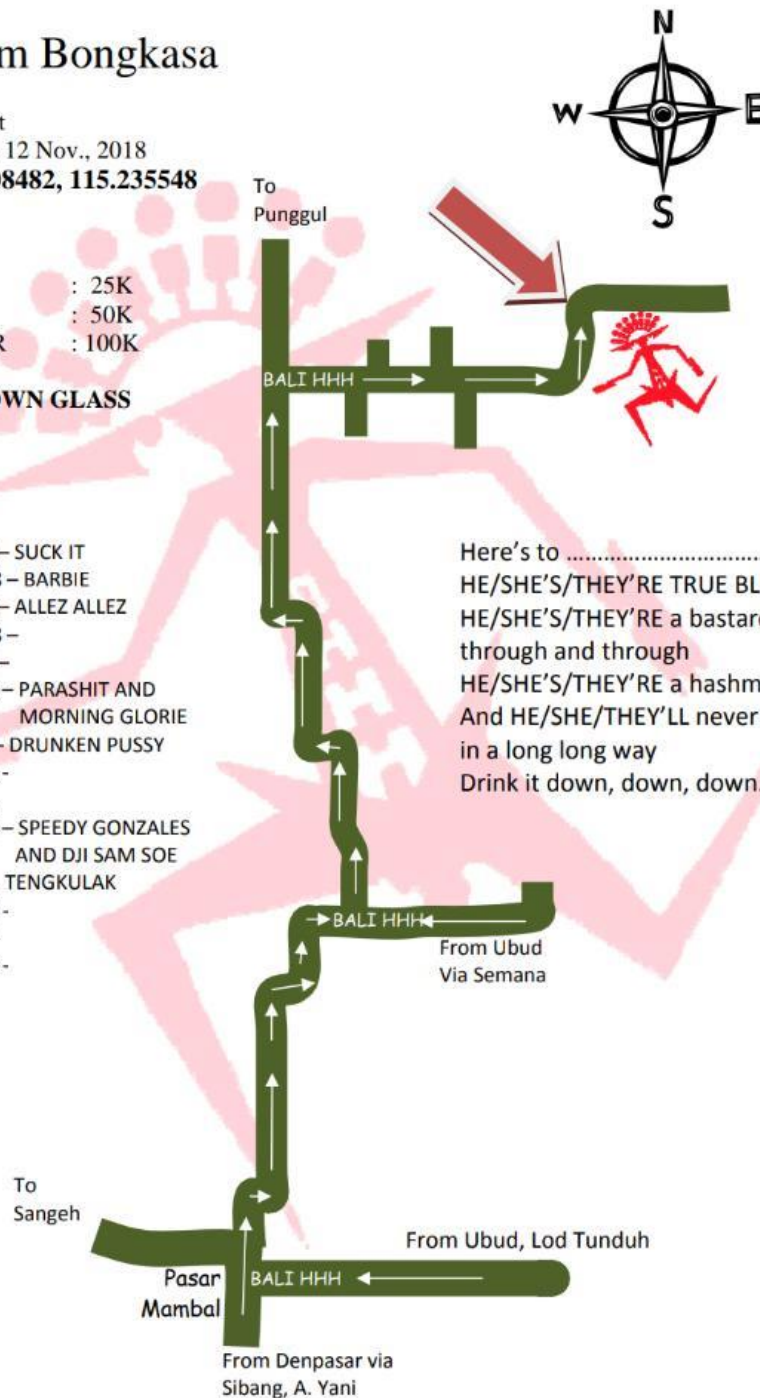 m Bongkasa
t
12 Nov., 2018
8482, 115.235548
: 25K
: 50K
R : 100K
OWN GLASS
N
W E
S
To
Punggul
BALI HHH
– SUCK IT
– BARBIE
– ALLEZ ALLEZ
–
–
– PARASHIT AND
MORNING GLORIE
- DRUNKEN PUSSY
-
– SPEEDY GONZALES
AND DJI SAM SOE
TENGKULAK
-
-
Here's to ................................
HE/SHE'S/THEY'RE TRUE BL
HE/SHE'S/THEY'RE a bastard
through and through
HE/SHE'S/THEY'RE a hashm
And HE/SHE/THEY'LL never
in a long long way
Drink it down, down, down.
BALI HHH
From Ubud
Via Semana
To
Sangeh
From Ubud, Lod Tunduh
Pasar
Mambal
BALI HHH
From Denpasar via
Sibang, A. Yani